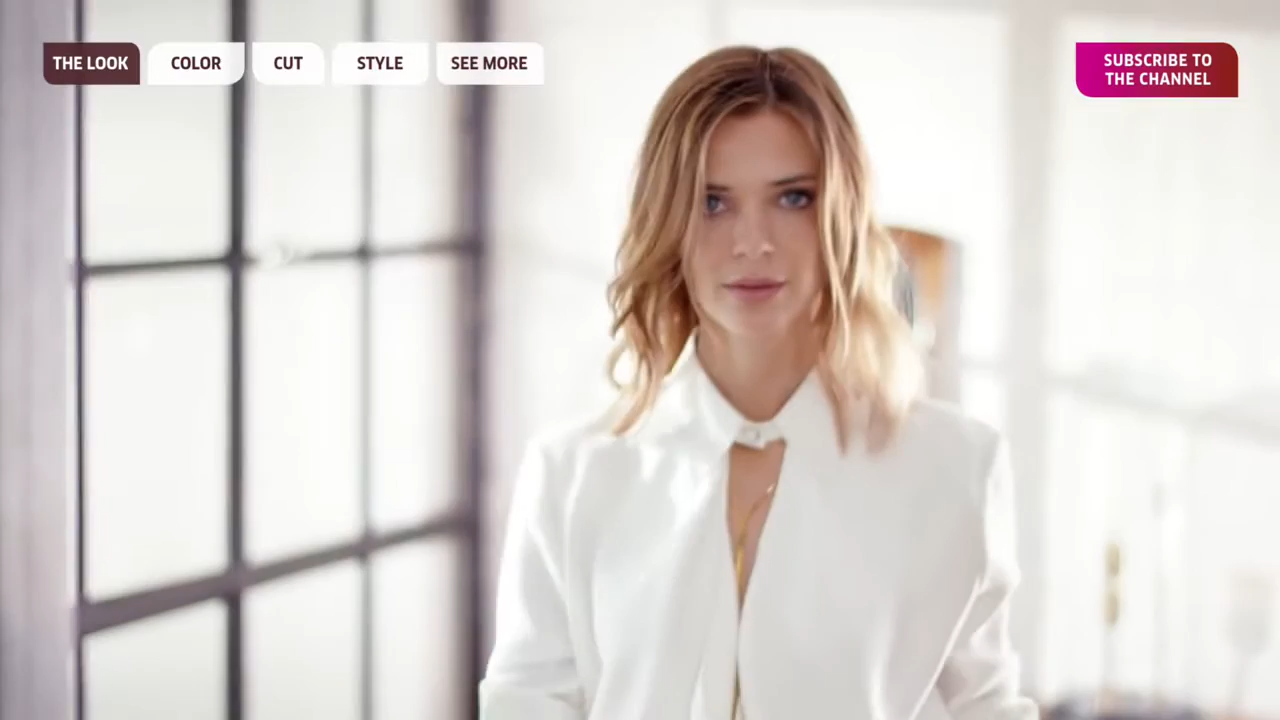 THE LOOK
COLOR
CUT
STYLE
SEE MORE
SUBSCRIBE TO
THE CHANNEL